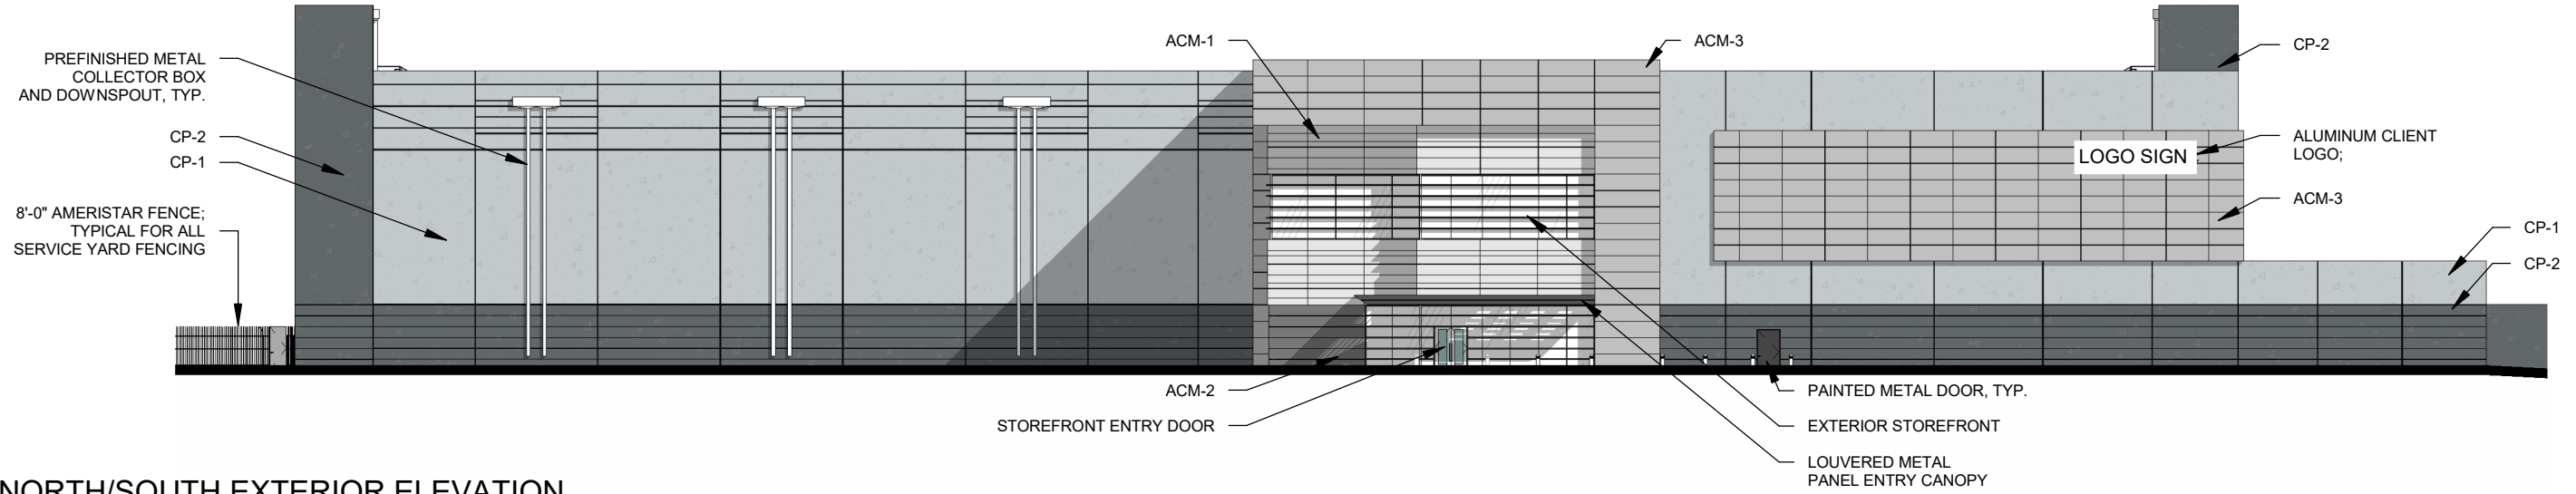 PREFINISHED METAL
COLLECTOR BOX
AND DOWNSPOUT, TYP.
CP-2
CP-1
8'-0" AMERISTAR FENCE;
TYPICAL FOR ALL
SERVICE YARD FENCING
ACM-1
ACM-3
CP-2
LOGO SIGN
ALUMINUM CLIENT
LOGO;
ACM-3
CP-1
CP-2
ACM-2
STOREFRONT ENTRY DOOR
PAINTED METAL DOOR, TYP.
EXTERIOR STOREFRONT
LOUVERED METAL
PANEL ENTRY CANOPY
NORTH/SOUTH EXTERIOR ELEVATION